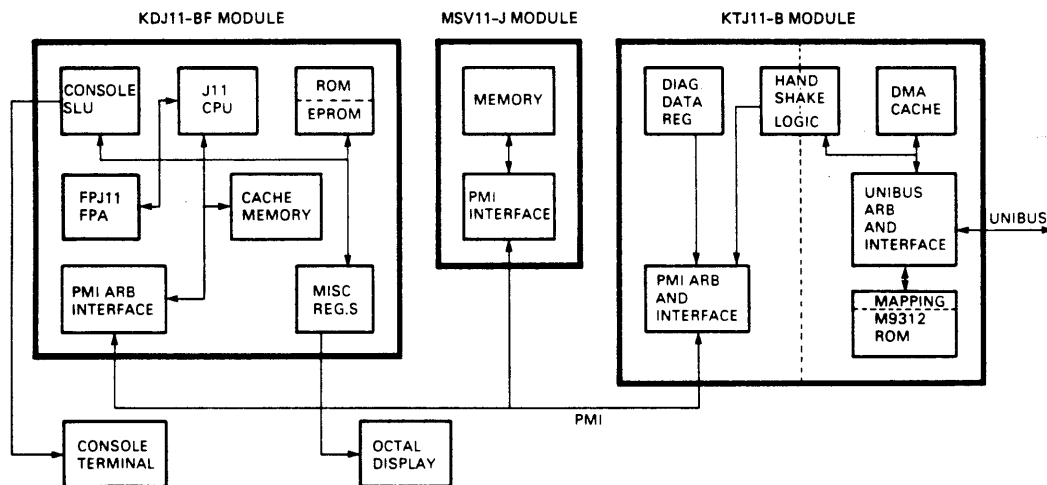 KDJ11-BF MODULE
MSV11-J MODULE
KTJ11-B MODULE
CONSOLE
SLU
J11
CPU
ROM
EPROM
FPJ11
FPA
CACHE
MEMORY
PMI ARB
INTERFACE
MISC
REG.S
MEMORY
PMI
INTERFACE
DIAG.
DATA
REG
HAND
SHAKE
LOGIC
DMA
CACHE
UNIBUS
ARB
AND
INTERFACE
UNIBUS
PMI ARB
AND
INTERFACE
MAPPING
M9312
ROM
PMI
CONSOLE
TERMINAL
OCTAL
DISPLAY